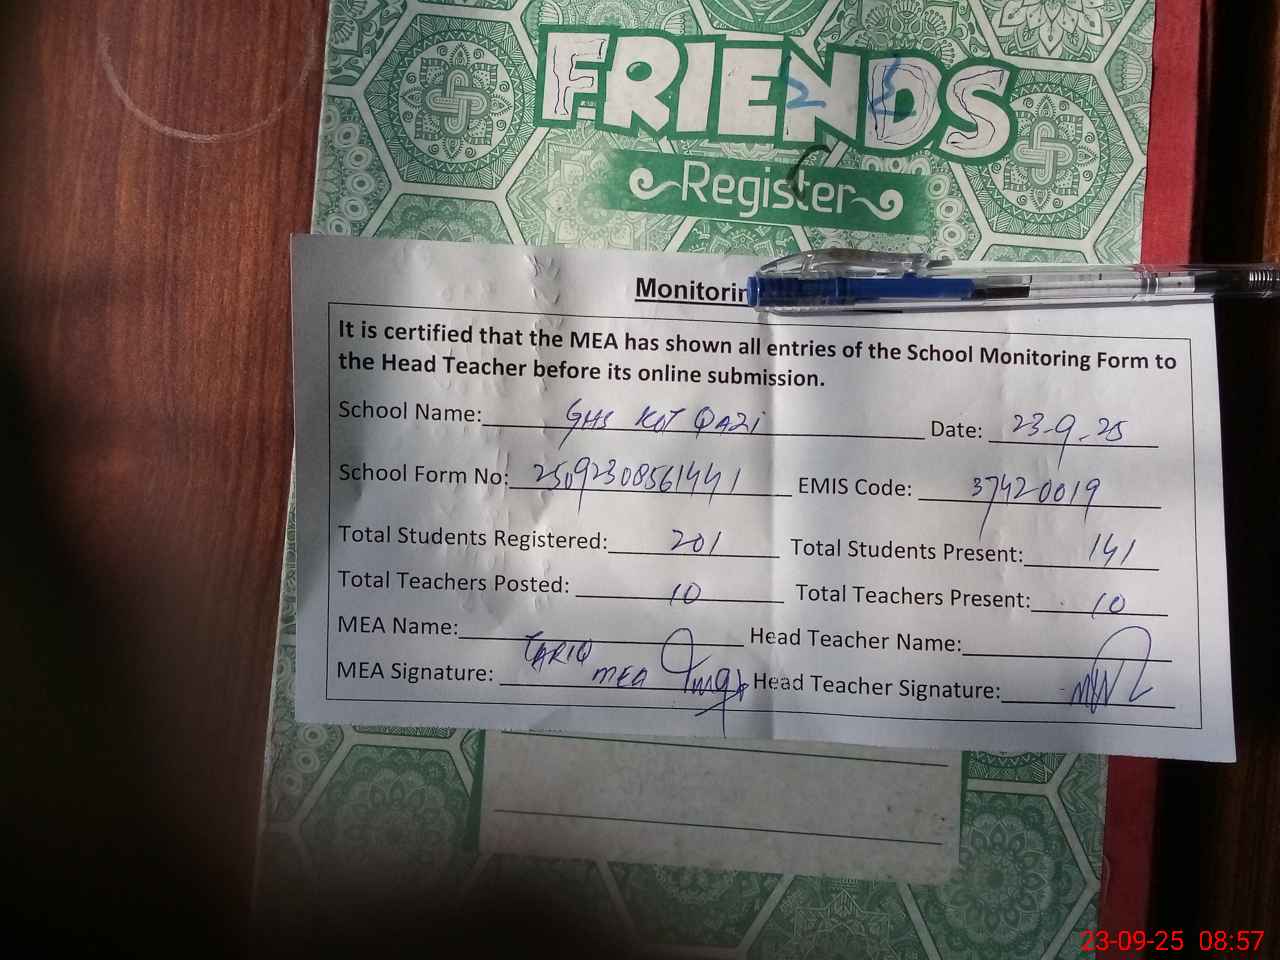 FRIENDS
2 3
Register
Monitorin
It is certified that the MEA has shown all entries of the School Monitoring Form to
the Head Teacher before its online submission.
School Name: GHS KOT QAZI Date: 23-9-25
School Form No: 25092308561441 EMIS Code: 37420019
Total Students Registered: 201 Total Students Present: 141
Total Teachers Posted: 10 Total Teachers Present: 10
MEA Name: TARIQ Head Teacher Name:
MEA Signature: MEA Head Teacher Signature:
23-09-25 08:57